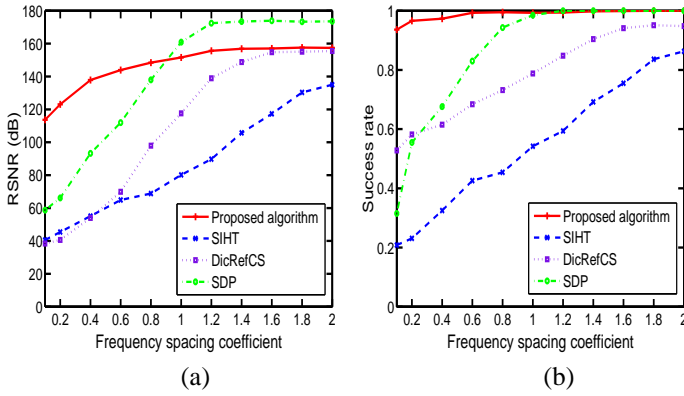 180
160
140
120
100
80
60
40
20
0
RSNR (dB)
0.2 0.4 0.6 0.8 1 1.2 1.4 1.6 1.8 2
Frequency spacing coefficient
Proposed algorithm
SIHT
DicRefCS
SDP
(a)
1
0.8
0.6
0.4
0.2
0
Success rate
0.2 0.4 0.6 0.8 1 1.2 1.4 1.6 1.8 2
Frequency spacing coefficient
Proposed algorithm
SIHT
DicRefCS
SDP
(b)